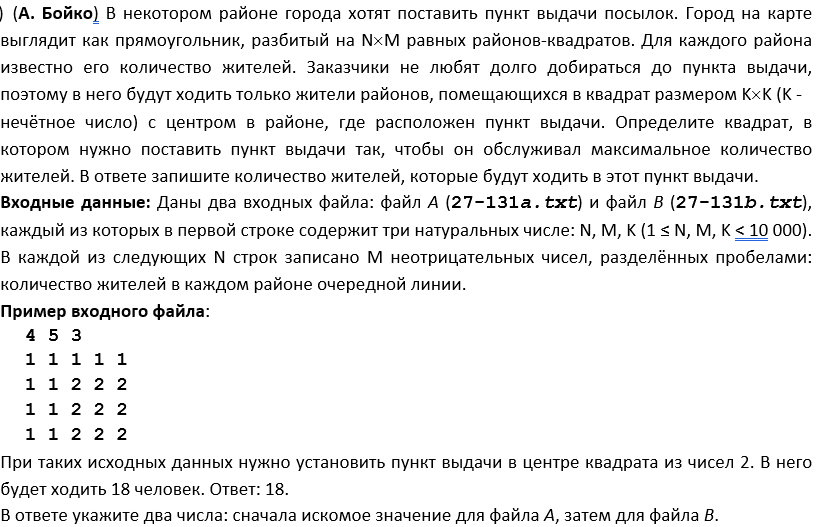 ) (А. Бойко) В некотором районе города хотят поставить пункт выдачи посылок. Город на карте
выглядит как прямоугольник, разбитый на N×M равных районов-квадратов. Для каждого района
известно его количество жителей. Заказчики не любят долго добираться до пункта выдачи,
поэтому в него будут ходить только жители районов, помещающихся в квадрат размером K×K (K -
нечётное число) с центром в районе, где расположен пункт выдачи. Определите квадрат, в
котором нужно поставить пункт выдачи так, чтобы он обслуживал максимальное количество
жителей. В ответе запишите количество жителей, которые будут ходить в этот пункт выдачи.
Входные данные: Даны два входных файла: файл A (27-131a.txt) и файл B (27-131b.txt),
каждый из которых в первой строке содержит три натуральных числе: N, M, K (1 ≤ N, M, K < 10 000).
В каждой из следующих N строк записано M неотрицательных чисел, разделённых пробелами:
количество жителей в каждом районе очередной линии.
Пример входного файла:
4 5 3
1 1 1 1 1
1 1 2 2 2
1 1 2 2 2
1 1 2 2 2
При таких исходных данных нужно установить пункт выдачи в центре квадрата из чисел 2. В него
будет ходить 18 человек. Ответ: 18.
В ответе укажите два числа: сначала искомое значение для файла A, затем для файла B.